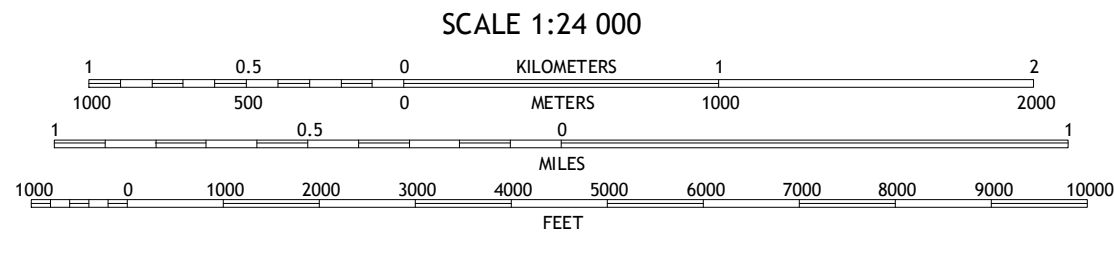 SCALE 1:24 000
1 0.5 0 KILOMETERS 1 2
1000 500 0 METERS 1000 2000
1 0.5 0 1
MILES
1000 0 1000 2000 3000 4000 5000 6000 7000 8000 9000 10000
FEET